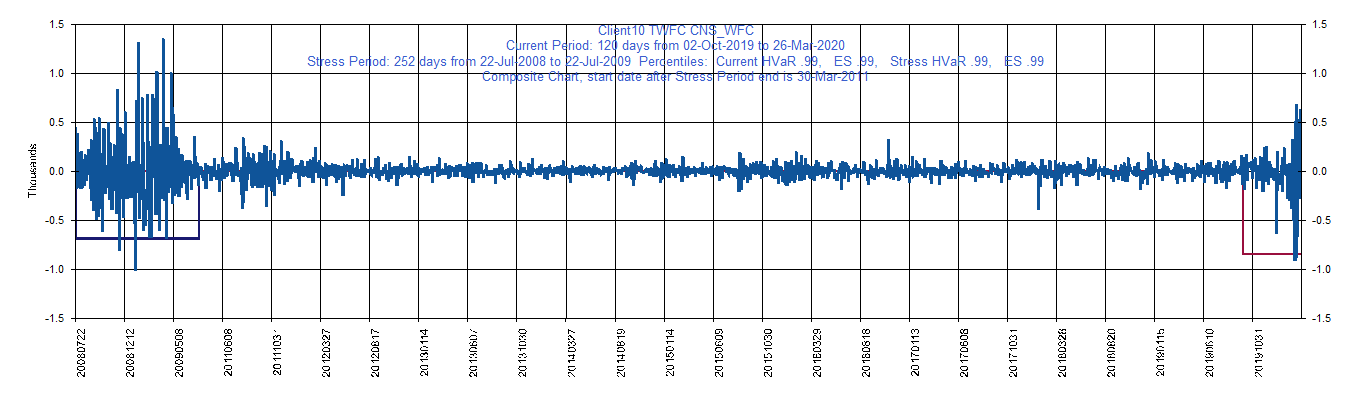 Client10 TWFC CNS_WFC
Current Period: 120 days from 02-Oct-2019 to 26-Mar-2020
Stress Period: 252 days from 22-Jul-2008 to 22-Jul-2009 Percentiles: Current HVaR .99, ES .99, Stress HVaR .99, ES .99
Composite Chart, start date after Stress Period end is 30-Mar-2011
1.5 1.5
1.0 1.0
0.5 0.5
0.0 0.0
-0.5 -0.5
-1.0 -1.0
-1.5 -1.5
Thousands
20080722 20081212 20090508 20110608 20111031 20120327 20120817 20130114 20130607 20131030 20140327 20140819 20150114 20150609 20151030 20160329 20160818 20170113 20170608 20171031 20180328 20180820 20190115 20190610 20191031